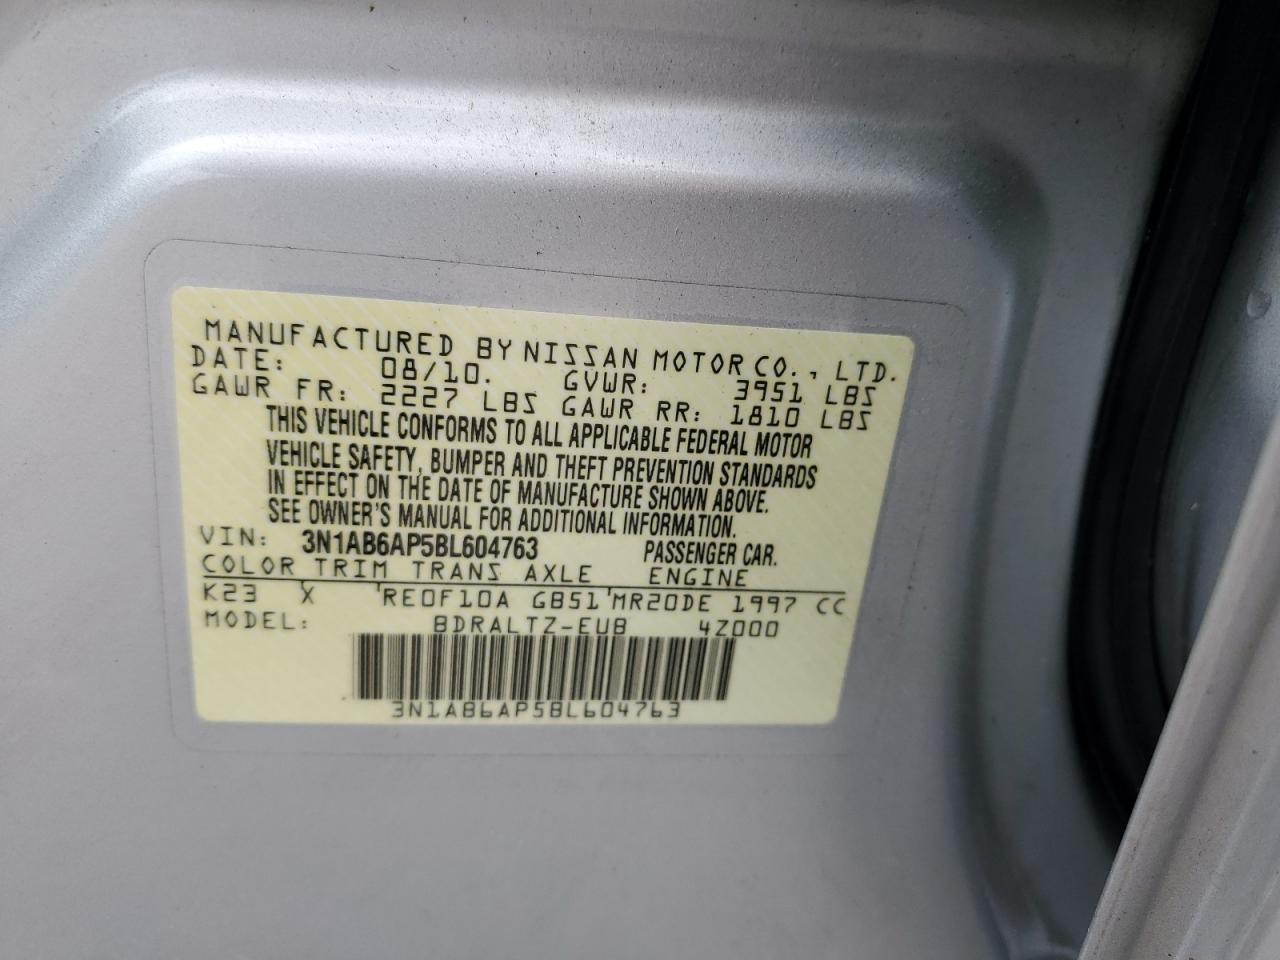 MANUFACTURED BY NISSAN MOTOR CO., LTD.
DATE: 08/10. GVWR: 3951 LBS
GAWR FR: 2227 LBS GAWR RR: 1810 LBS
THIS VEHICLE CONFORMS TO ALL APPLICABLE FEDERAL MOTOR
VEHICLE SAFETY, BUMPER AND THEFT PREVENTION STANDARDS
IN EFFECT ON THE DATE OF MANUFACTURE SHOWN ABOVE.
SEE OWNER'S MANUAL FOR ADDITIONAL INFORMATION.
VIN: 3N1AB6AP5BL604763 PASSENGER CAR.
COLOR TRIM TRANS AXLE ENGINE
K23 X RE0F10A GB51 MR20DE 1997 CC
MODEL: BDRALTZ-EUB 4Z000
3N1AB6AP5BL604763